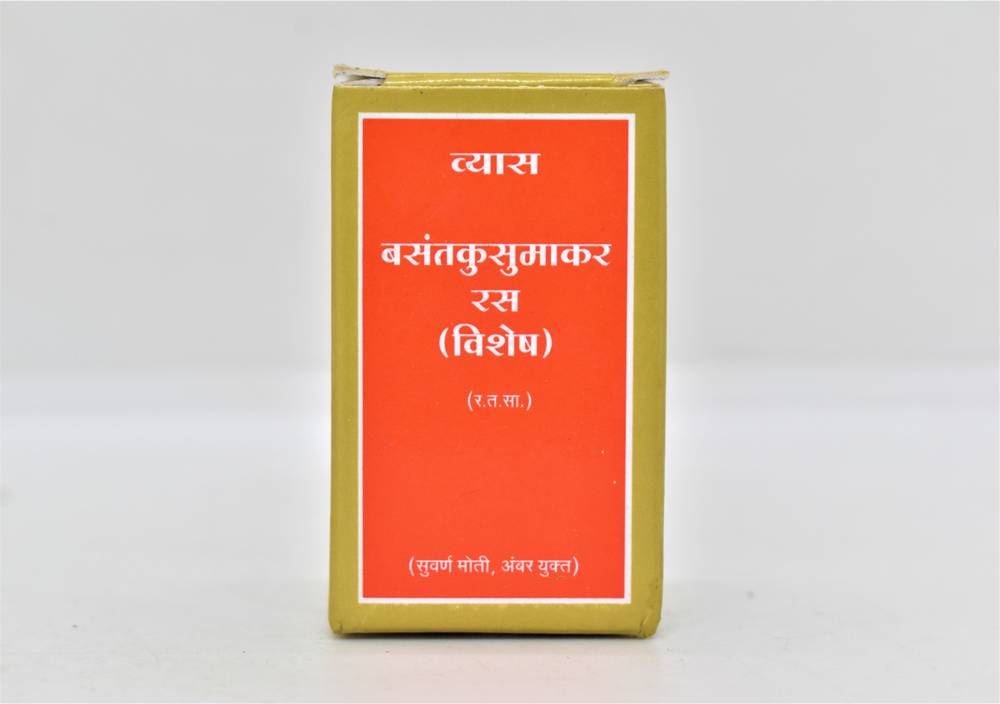 व्यास
बसंतकुसुमाकर
रस
(विशेष)
(र.त.सा.)
(सुवर्ण मोती, अंबर युक्त)